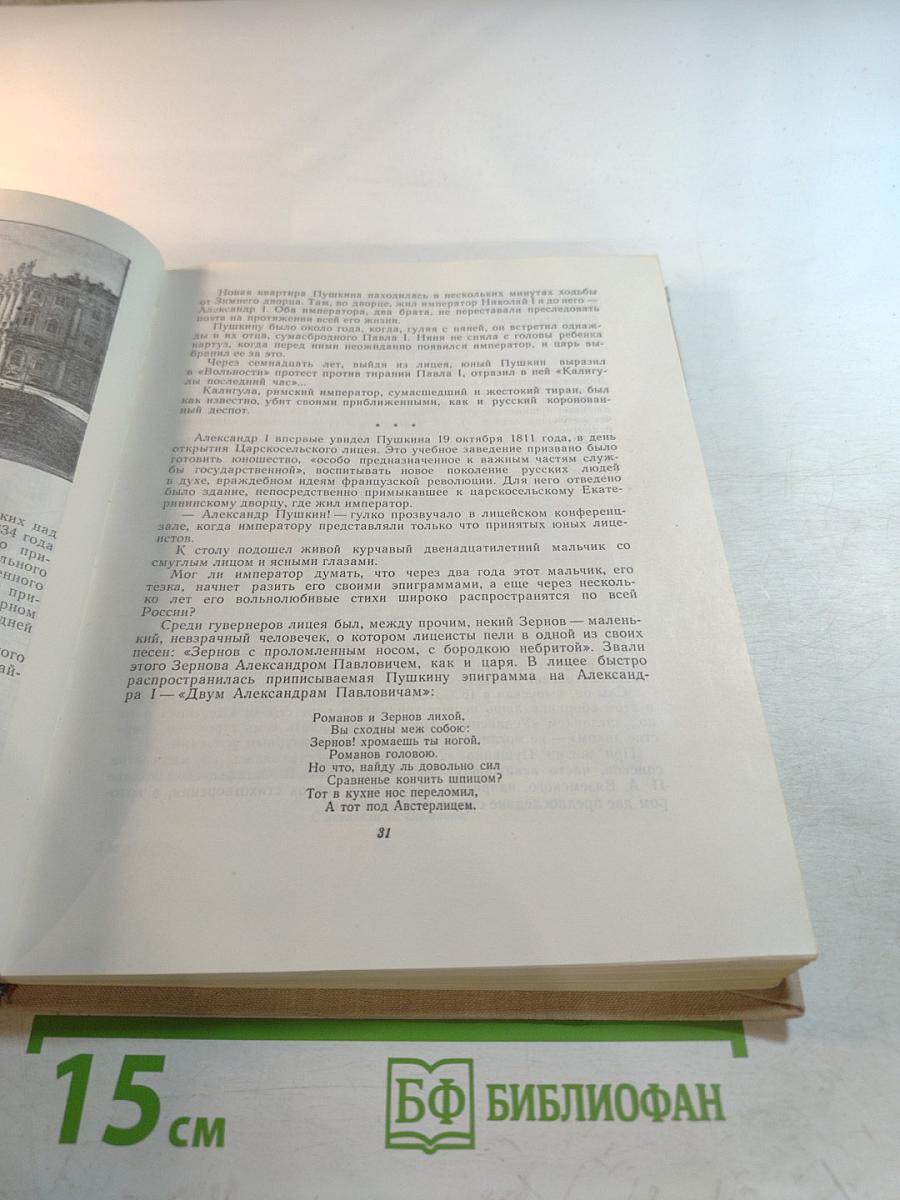 ких над
34 года
о при-
льного
енного
при-
рном
дней
ного
ай-
Новая квартира Пушкина находилась в нескольких минутах ходьбы
от Зимнего дворца. Там, во дворце, жил император Николай I и до него —
Александр I. Оба императора, два брата, не переставали преследовать
поэта на протяжении всей его жизни.
Пушкину было около года, когда, гуляя с няней, он встретил однаж-
ды и их отца, сумасбродного Павла I. Няня не сняла с головы ребенка
картуз, когда перед ними неожиданно появился император, и царь вы-
бранил ее за это.
Через семнадцать лет, выйдя из лицея, юный Пушкин выразил
в «Вольности» протест против тирании Павла I, отразил в ней «Калигу-
лы последний час»...
Калигула, римский император, сумасшедший и жестокий тиран, был
как известно, убит своими приближенными, как и русский коронован-
ный деспот.
* * *
Александр I впервые увидел Пушкина 19 октября 1811 года, в день
открытия Царскосельского лицея. Это учебное заведение призвано было
готовить юношество, «особо предназначенное к важным частям служ-
бы государственной», воспитывать новое поколение русских людей
в духе, враждебном идеям французской революции. Для него отведено
было здание, непосредственно примыкавшее к царскосельскому Екате-
рининскому дворцу, где жил император.
— Александр Пушкин! — гулко прозвучало в лицейском конференц-
зале, когда императору представляли только что принятых юных лице-
истов.
К столу подошел живой курчавый двенадцатилетний мальчик со
смуглым лицом и ясными глазами.
Мог ли император думать, что через два года этот мальчик, его
тезка, начнет разить его своими эпиграммами, а еще через несколь-
ко лет его вольнолюбивые стихи широко распространятся по всей
России?
Среди гувернеров лицея был, между прочим, некий Зернов — малень-
кий, невзрачный человечек, о котором лицеисты пели в одной из своих
песен: «Зернов с проломленным носом, с бородкою небритой». Звали
этого Зернова Александром Павловичем, как и царя. В лицее быстро
распространилась приписываемая Пушкину эпиграмма на Александ-
ра I — «Двум Александрам Павловичам»:
Романов и Зернов лихой,
Вы сходны меж собою:
Зернов! хромаешь ты ногой,
Романов головою.
Но что, найду ль довольно сил
Сравненье кончить шпицом?
Тот в кухне нос переломил,
А тот под Австерлицем.
31
15 см
БФ БИБЛИОФАН